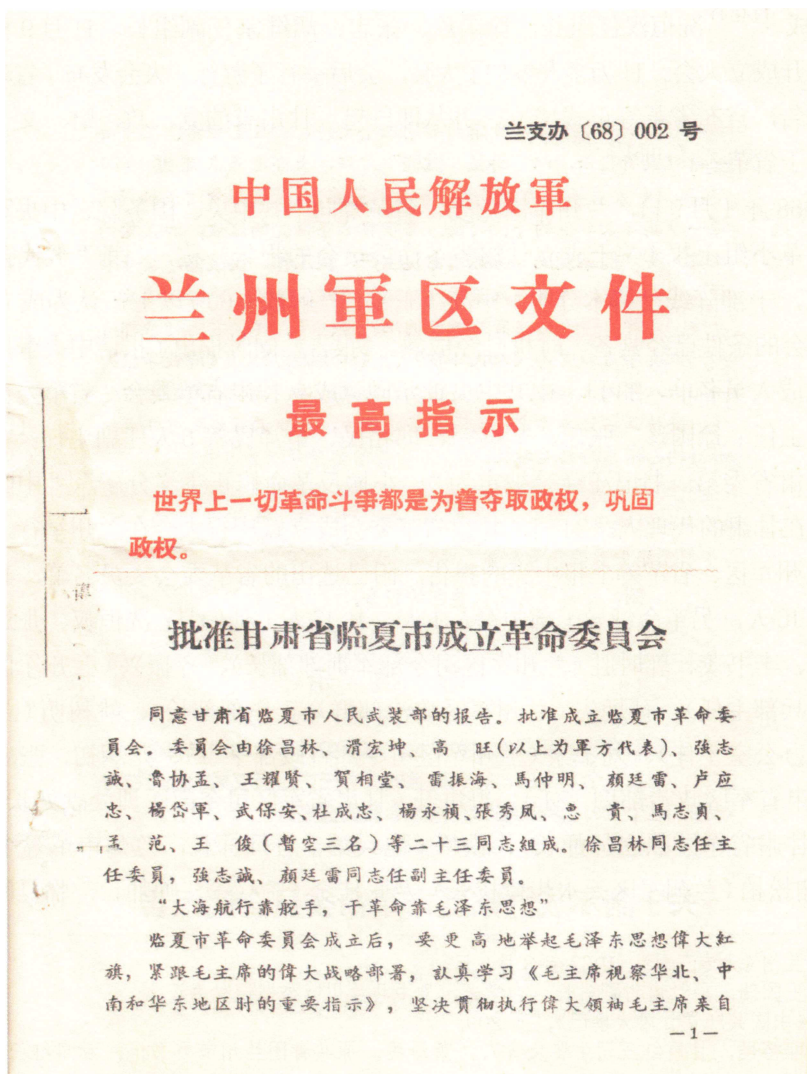 兰支办〔68〕002 号
中国人民解放軍
兰州軍区文件
最高指示
世界上一切革命斗爭都是为着夺取政权，巩固
政权。
批准甘肃省临夏市成立革命委員会
同意甘肃省临夏市人民武装部的报告。批准成立临夏市革命委
員会。委員会由徐昌林、滑宏坤、高　旺(以上为軍方代表)、強志
誠、魯协孟、王耀賢、賀相堂、雷振海、馬仲明、顏廷雷、卢应
忠、楊岱軍、武保安、杜成忠、楊永禎、張秀凤、惠　貴、馬志貞、
孟　范、王　俊（暫空三名）等二十三同志組成。徐昌林同志任主
任委員，強志誠、顏廷雷同志任副主任委員。
“大海航行靠舵手，干革命靠毛泽东思想”
临夏市革命委員会成立后，要更高地举起毛泽东思想偉大紅
旗，紧跟毛主席的偉大战略部署，訟真学习《毛主席視察华北、中
南和华东地区时的重要指示》，坚决貫彻执行偉大領袖毛主席来自
—1—